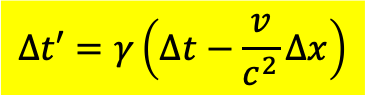 Δt′ = γ (Δt − v/c² Δx)